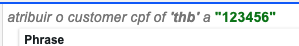 atribuir o customer cpf of 'thb' a "123456"
Phrase